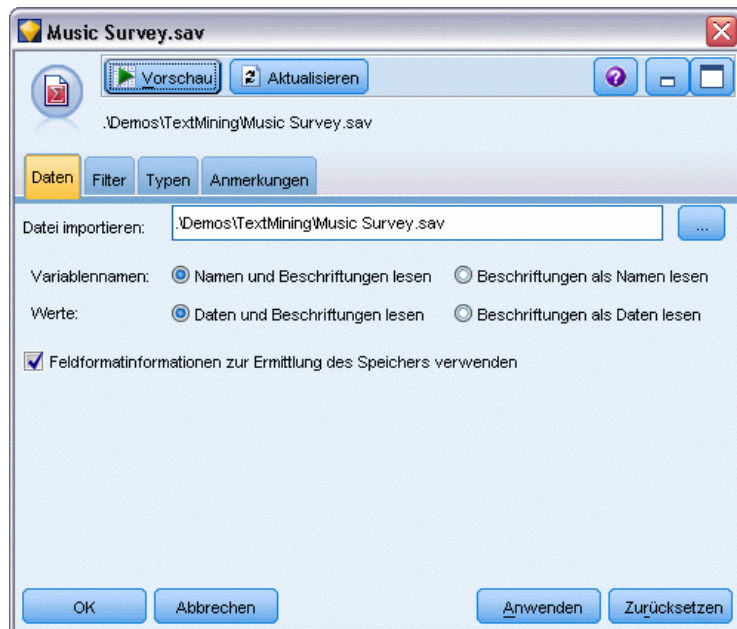 Music Survey.sav
Vorschau Aktualisieren ?
.\Demos\TextMining\Music Survey.sav
Daten Filter Typen Anmerkungen
Datei importieren: .\Demos\TextMining\Music Survey.sav ...
Variablennamen: Namen und Beschriftungen lesen Beschriftungen als Namen lesen
Werte: Daten und Beschriftungen lesen Beschriftungen als Daten lesen
Feldformatinformationen zur Ermittlung des Speichers verwenden
OK Abbrechen Anwenden Zurücksetzen